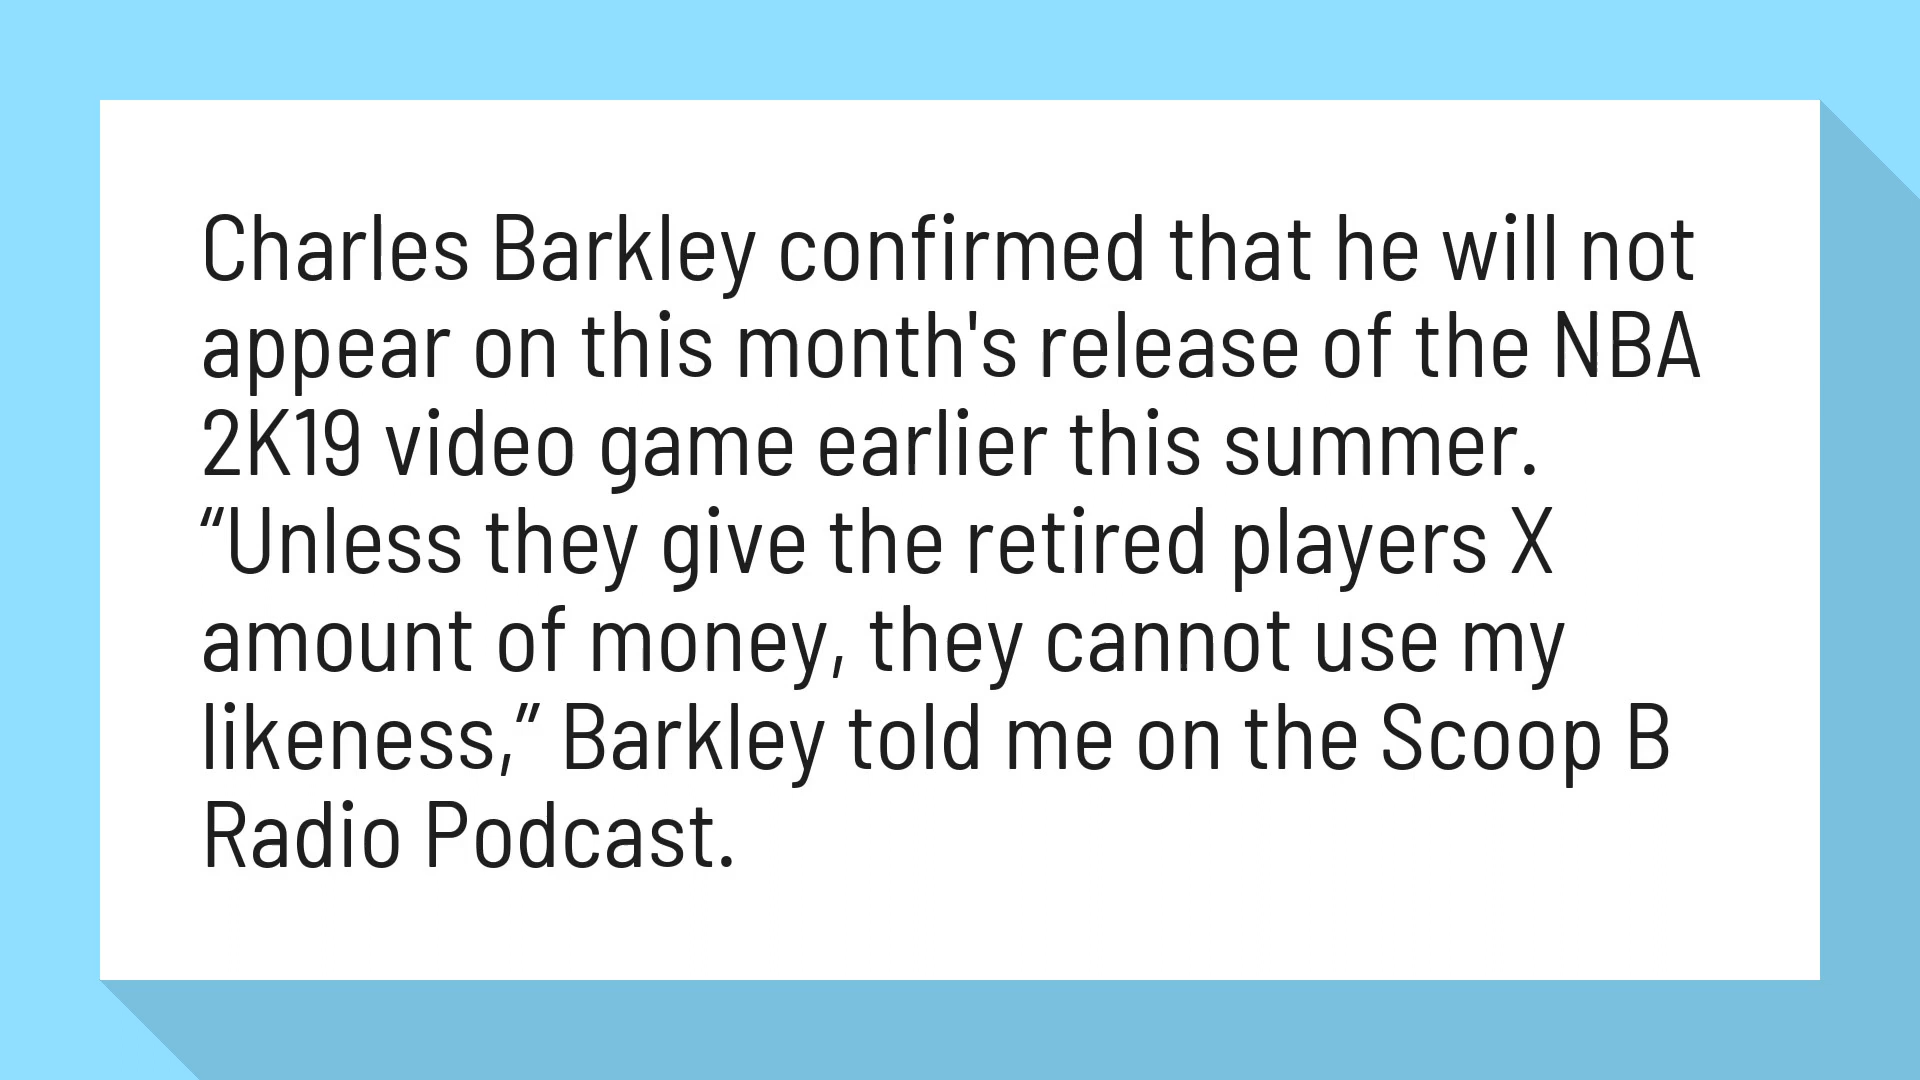 Charles Barkley confirmed that he will not
appear on this month's release of the NBA
2K19 video game earlier this summer.
“Unless they give the retired players X
amount of money, they cannot use my
likeness,” Barkley told me on the Scoop B
Radio Podcast.